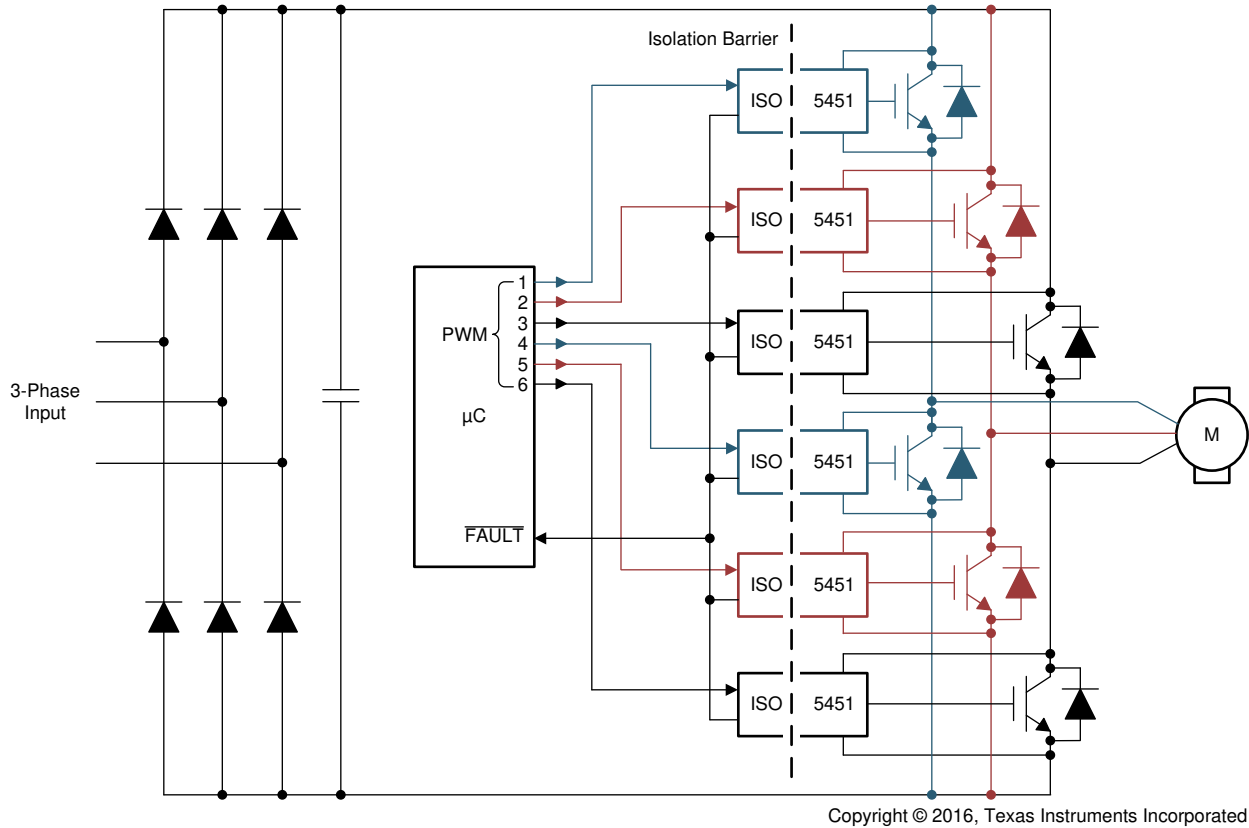 Isolation Barrier
ISO 5451
ISO 5451
1
2
PWM 3
4
5
6
ISO 5451
3-Phase
Input
µC
M
ISO 5451
FAULT
ISO 5451
ISO 5451
Copyright © 2016, Texas Instruments Incorporated